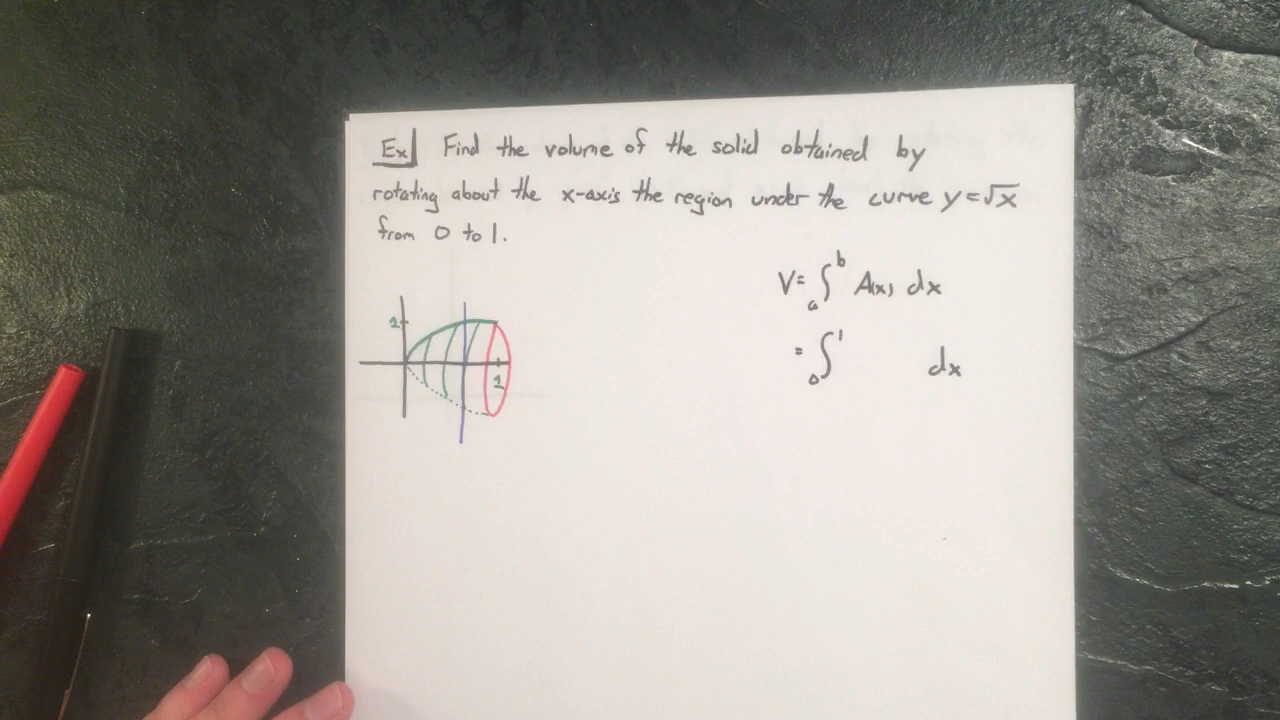 Ex Find the volume of the solid obtained by
rotating about the x-axis the region under the curve y=√x
from 0 to 1.
V= ∫_a^b A(x) dx
= ∫_0^1 dx
1
1